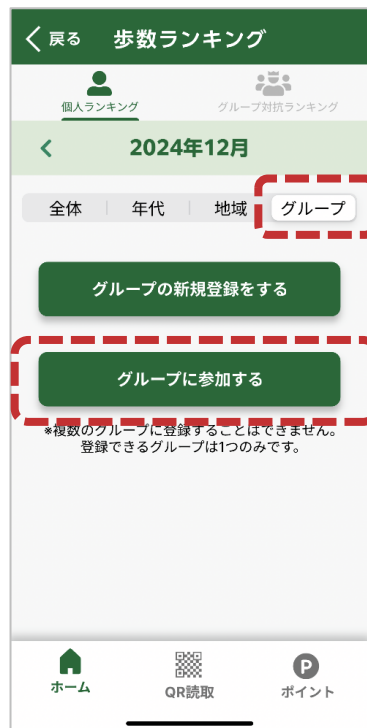 戻る 歩数ランキング
個人ランキング グループ対抗ランキング
2024年12月
全体 年代 地域 グループ
グループの新規登録をする
グループに参加する
*複数のグループに登録することはできません。
登録できるグループは1つのみです。
P
ホーム QR読取 ポイント